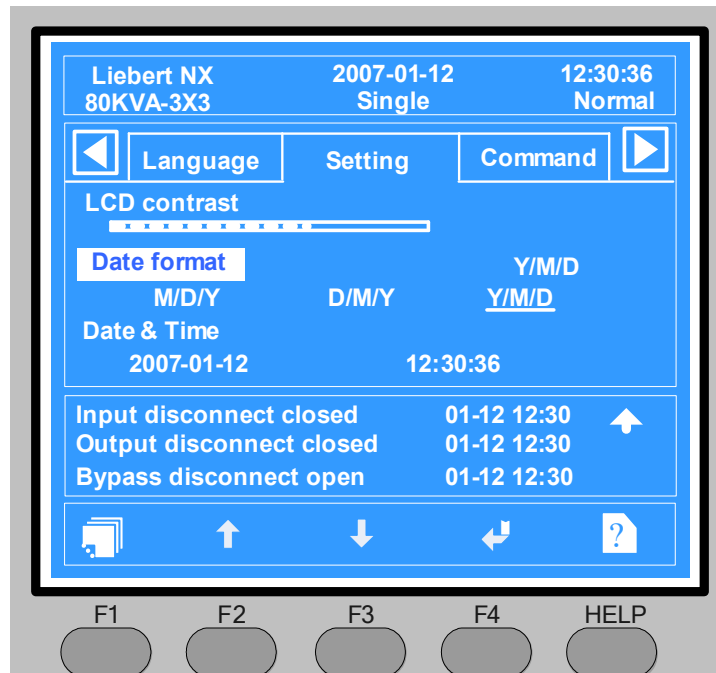 Liebert NX 2007-01-12 12:30:36
80KVA-3X3 Single Normal
Language Setting Command
LCD contrast
Date format Y/M/D
M/D/Y D/M/Y Y/M/D
Date & Time
2007-01-12 12:30:36
Input disconnect closed 01-12 12:30
Output disconnect closed 01-12 12:30
Bypass disconnect open 01-12 12:30
?
F1 F2 F3 F4 HELP